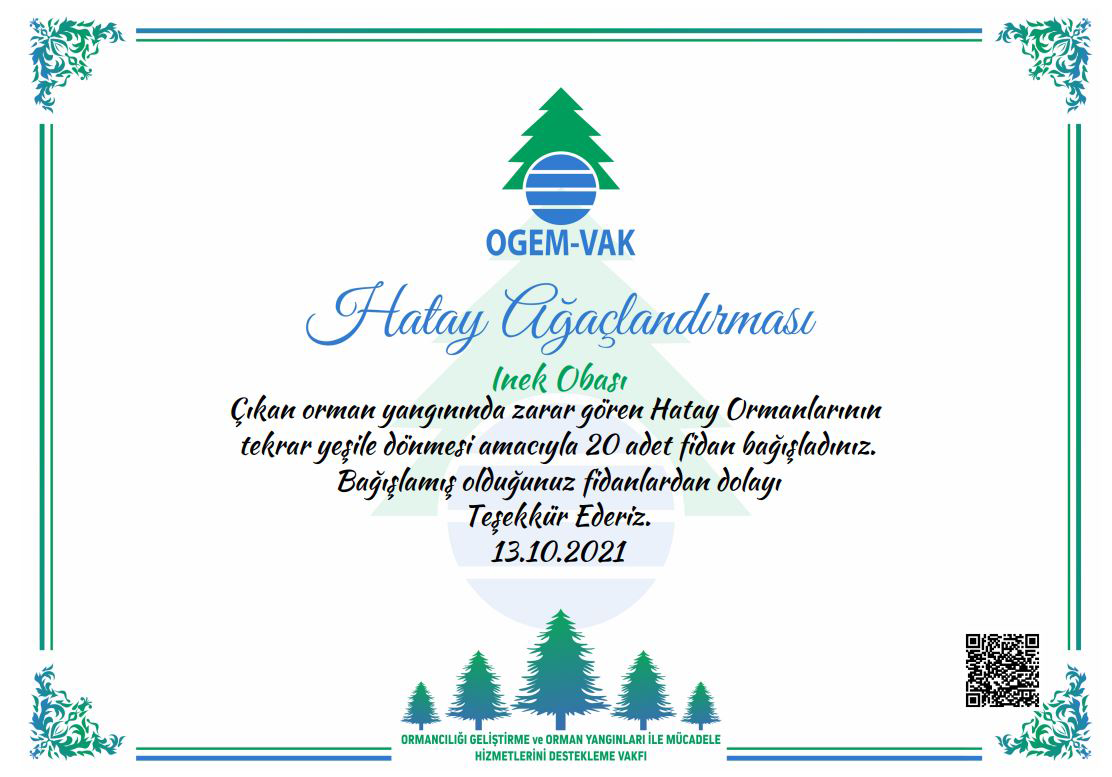 OGEM-VAK
Hatay Ağaçlandırması
Inek Obası
Çıkan orman yangınında zarar gören Hatay Ormanlarının
tekrar yeşile dönmesi amacıyla 20 adet fidan bağışladınız.
Bağışlamış olduğunuz fidanlardan dolayı
Teşekkür Ederiz.
13.10.2021
ORMANCILIĞI GELİŞTİRME ve ORMAN YANGINLARI İLE MÜCADELE
HİZMETLERİNİ DESTEKLEME VAKFI